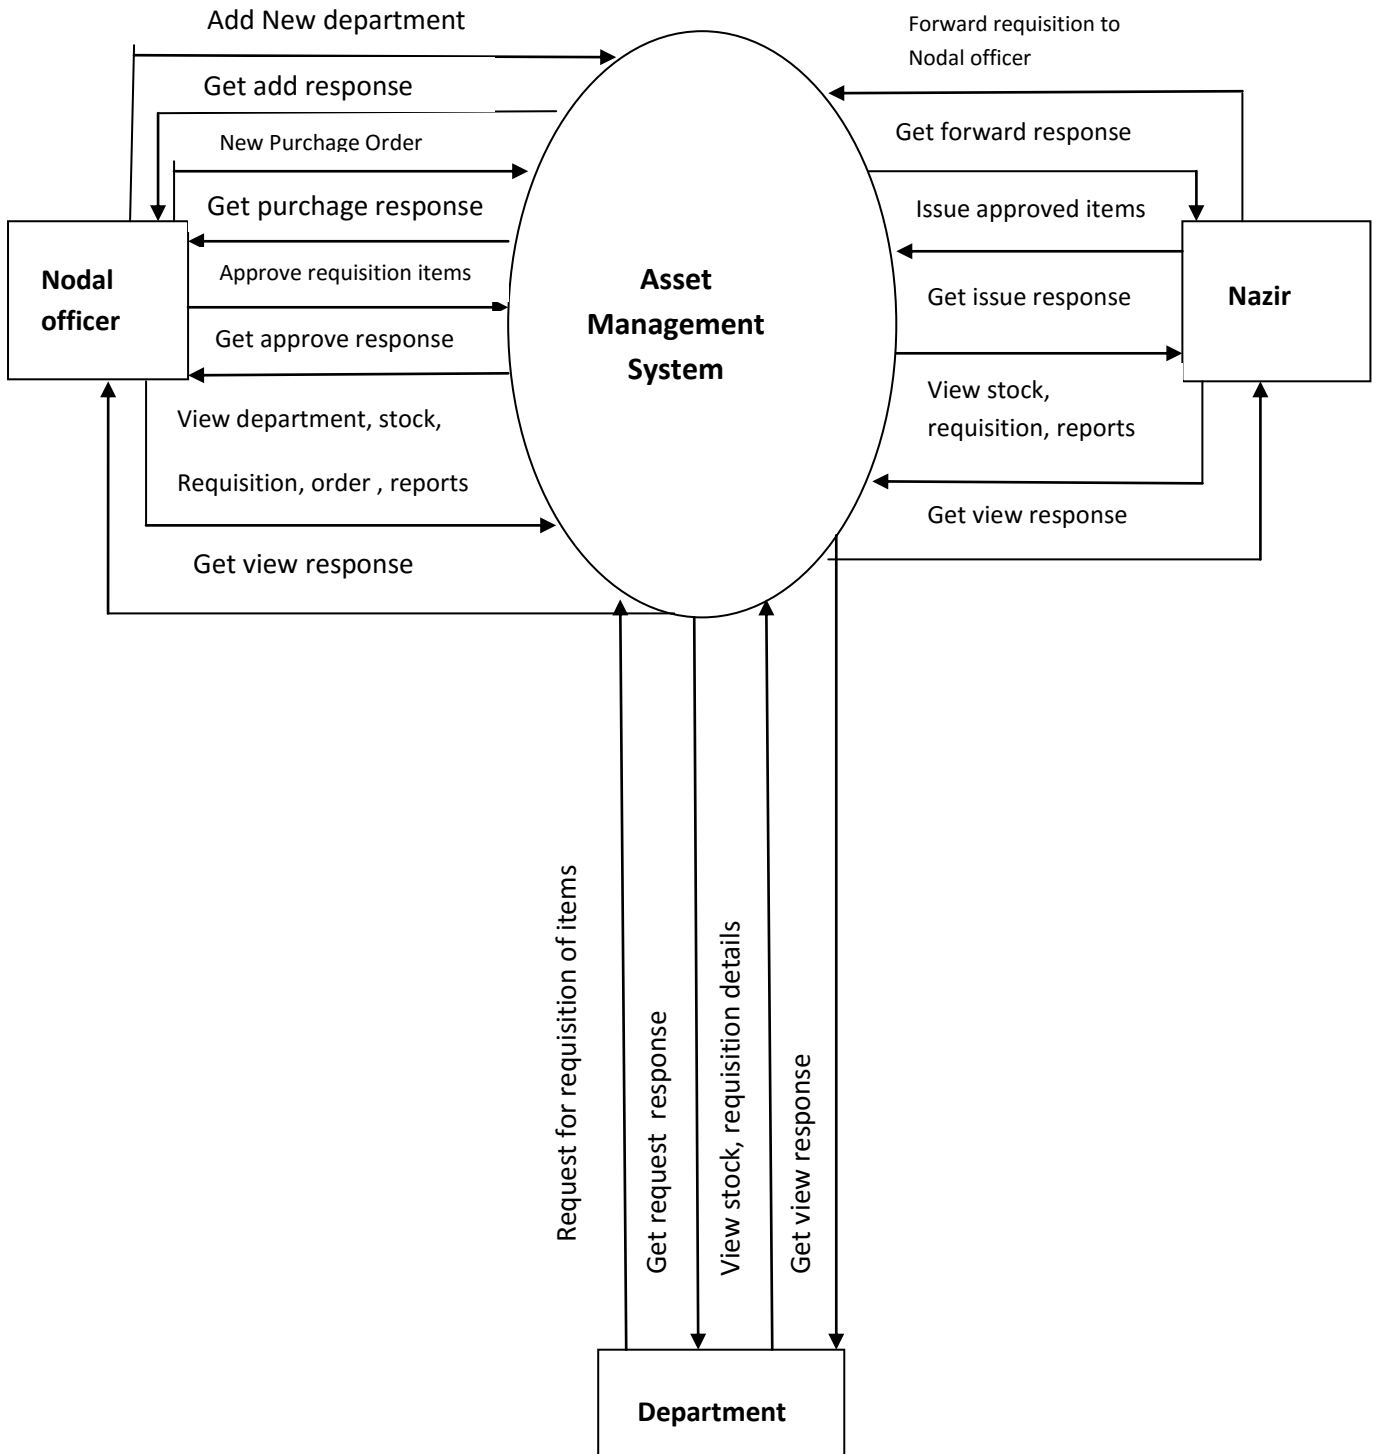 Add New department
Get add response
New Purchage Order
Get purchage response
Approve requisition items
Get approve response
View department, stock,
Requisition, order , reports
Get view response
Nodal
officer
Asset
Management
System
Forward requisition to
Nodal officer
Get forward response
Issue approved items
Get issue response
View stock,
requisition, reports
Get view response
Nazir
Request for requisition of items
Get request  response
View stock, requisition details
Get view response
Department